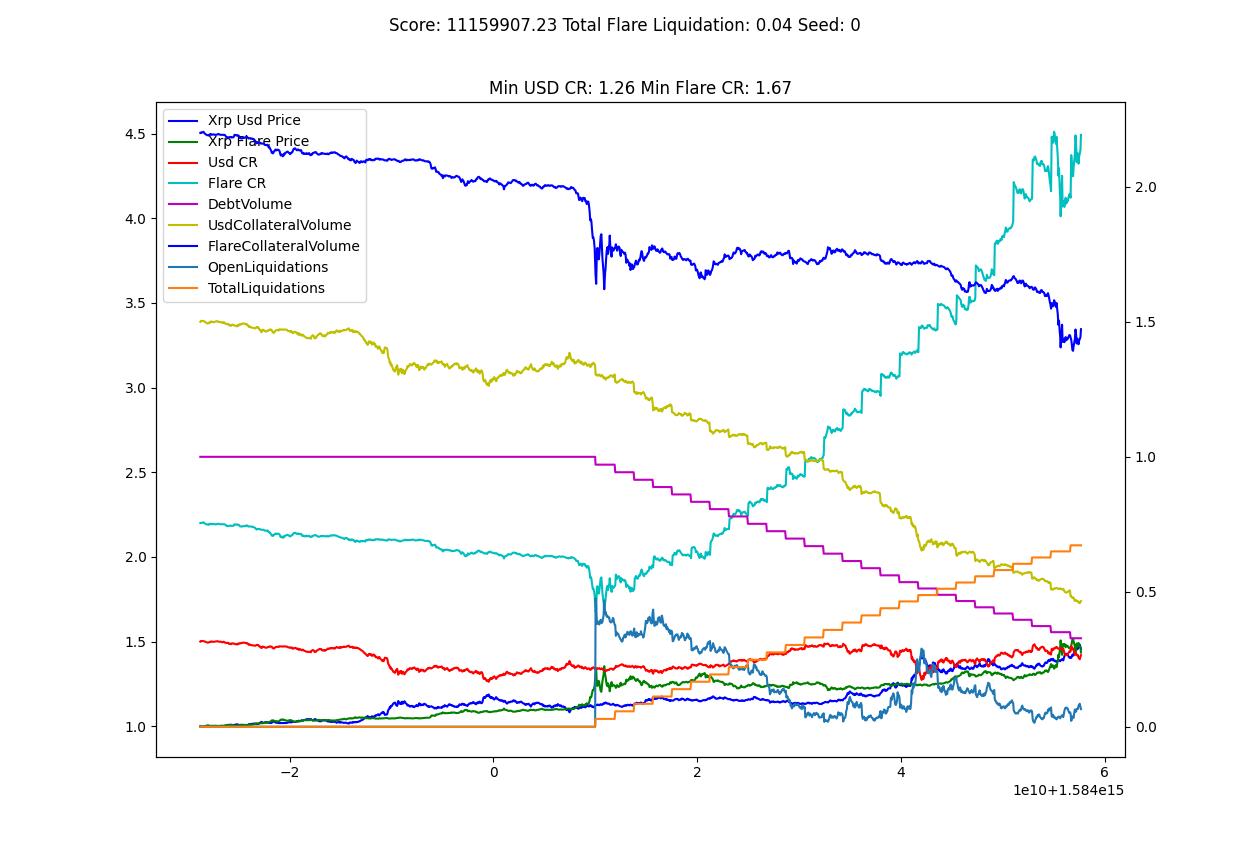 Score: 11159907.23 Total Flare Liquidation: 0.04 Seed: 0
Min USD CR: 1.26 Min Flare CR: 1.67
Xrp Usd Price
Xrp Flare Price
Usd CR
Flare CR
DebtVolume
UsdCollateralVolume
FlareCollateralVolume
OpenLiquidations
TotalLiquidations
4.5
4.0
3.5
3.0
2.5
2.0
1.5
1.0
2.0
1.5
1.0
0.5
0.0
−2
0
2
4
6
1e10+1.584e15